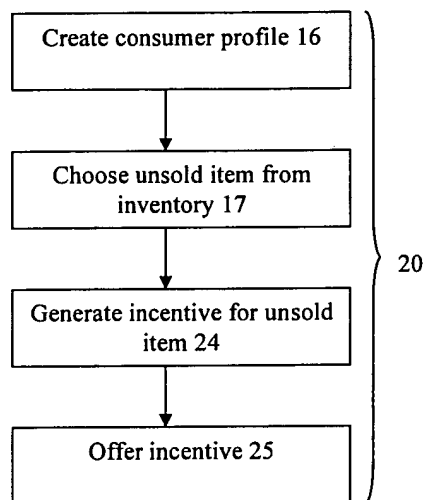 Create consumer profile 16
Choose unsold item from
inventory 17
20
Generate incentive for unsold
item 24
Offer incentive 25